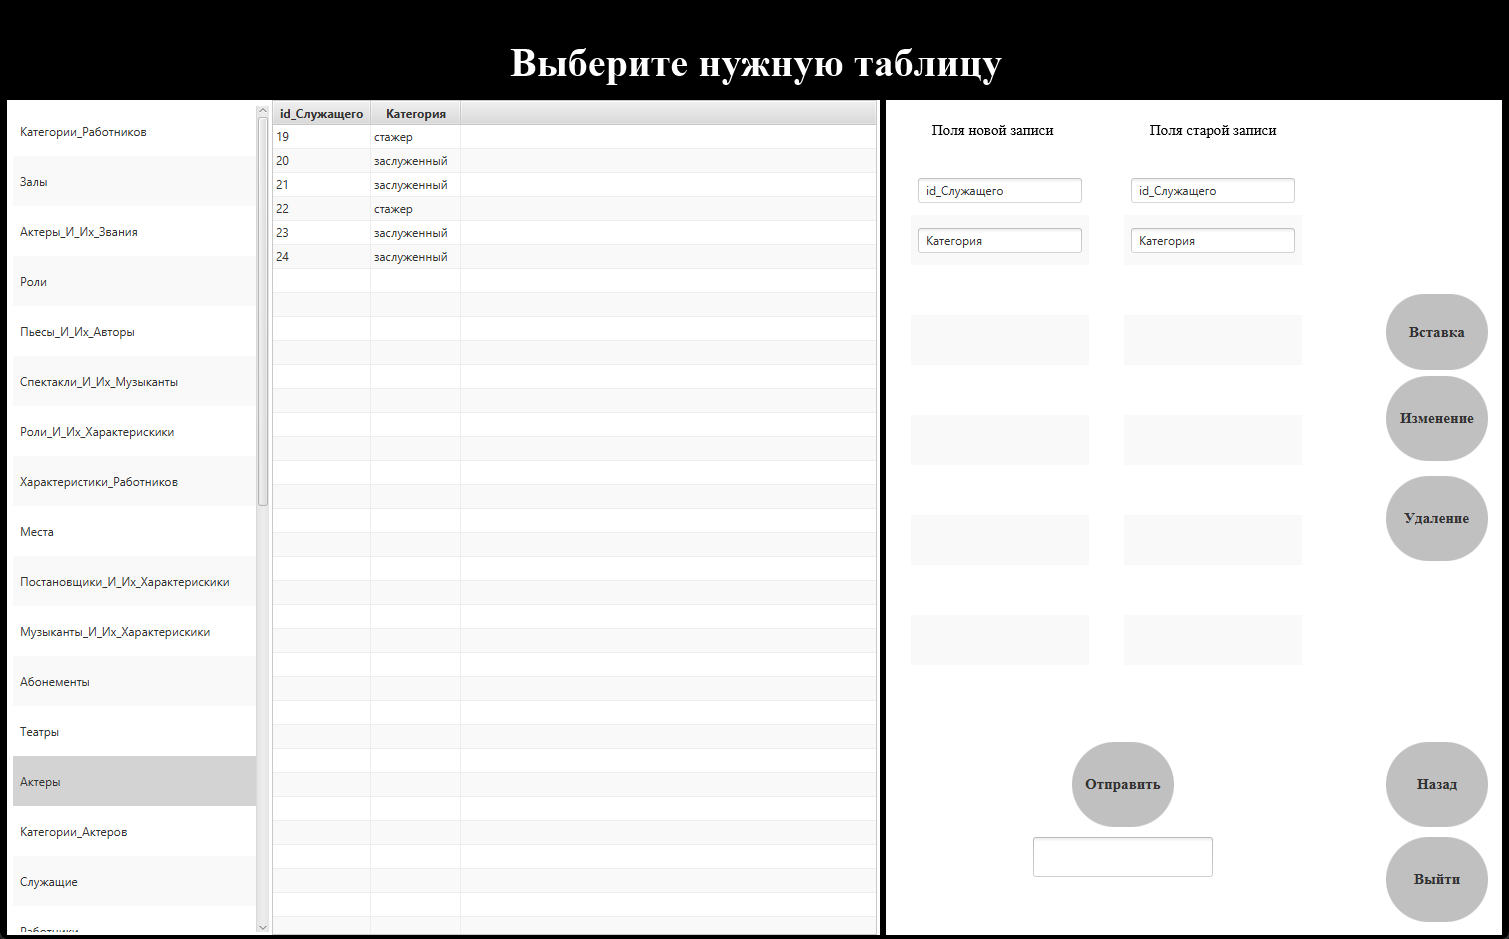 Выберите нужную таблицу
Категории_Работников
Залы
Актеры_И_Их_Звания
Роли
Пьесы_И_Их_Авторы
Спектакли_И_Их_Музыканты
Роли_И_Их_Характерискики
Характеристики_Работников
Места
Постановщики_И_Их_Характерискики
Музыканты_И_Их_Характерискики
Абонементы
Театры
Актеры
Категории_Актеров
Служащие
Работники
id_Служащего Категория
19 стажер
20 заслуженный
21 заслуженный
22 стажер
23 заслуженный
24 заслуженный
Поля новой записи Поля старой записи
id_Служащего id_Служащего
Категория Категория
Вставка
Изменение
Удаление
Отправить
Назад
Выйти